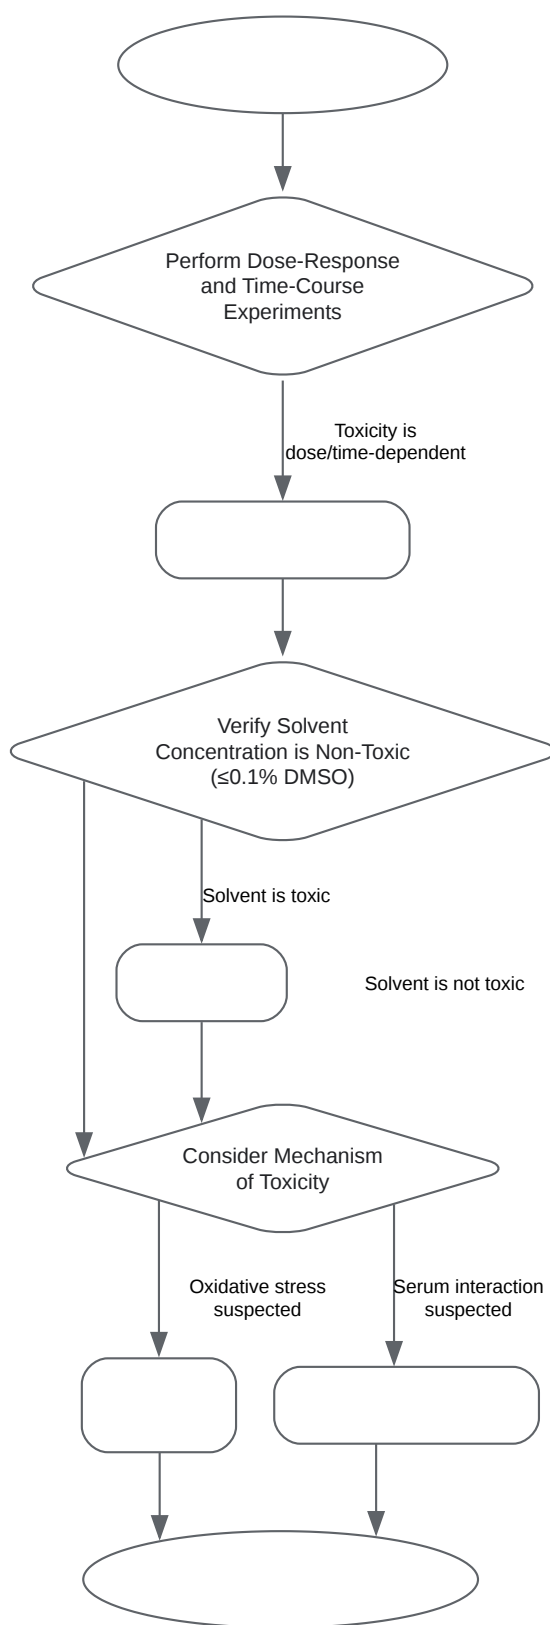 Perform Dose-Response
and Time-Course
Experiments
Toxicity is
dose/time-dependent
Verify Solvent
Concentration is Non-Toxic
(≤0.1% DMSO)
Solvent is toxic
Solvent is not toxic
Consider Mechanism
of Toxicity
Oxidative stress
suspected
Serum interaction
suspected